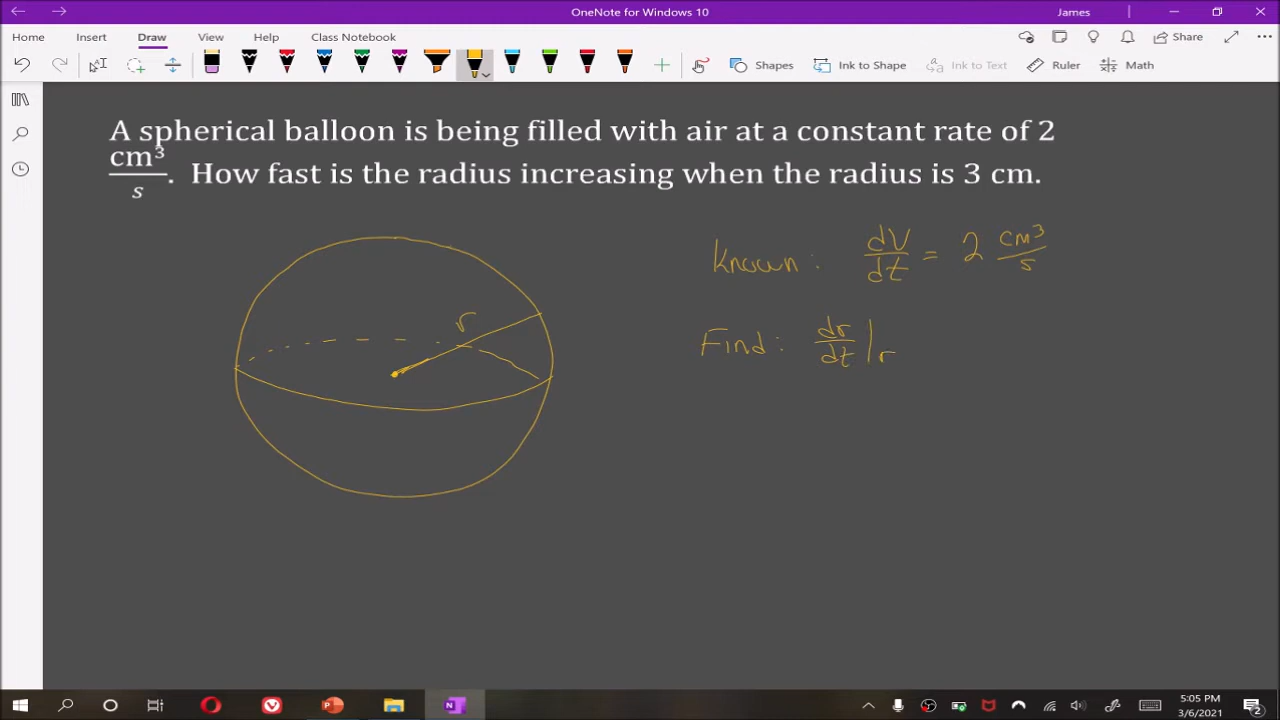 OneNote for Windows 10
James
Home Insert Draw View Help Class Notebook
Share
Shapes Ink to Shape Ink to Text Ruler Math
A spherical balloon is being filled with air at a constant rate of 2
cm³/s. How fast is the radius increasing when the radius is 3 cm.
Known: dV/dt = 2 cm³/s
r
Find: dr/dt |r
5:05 PM
3/6/2021
2